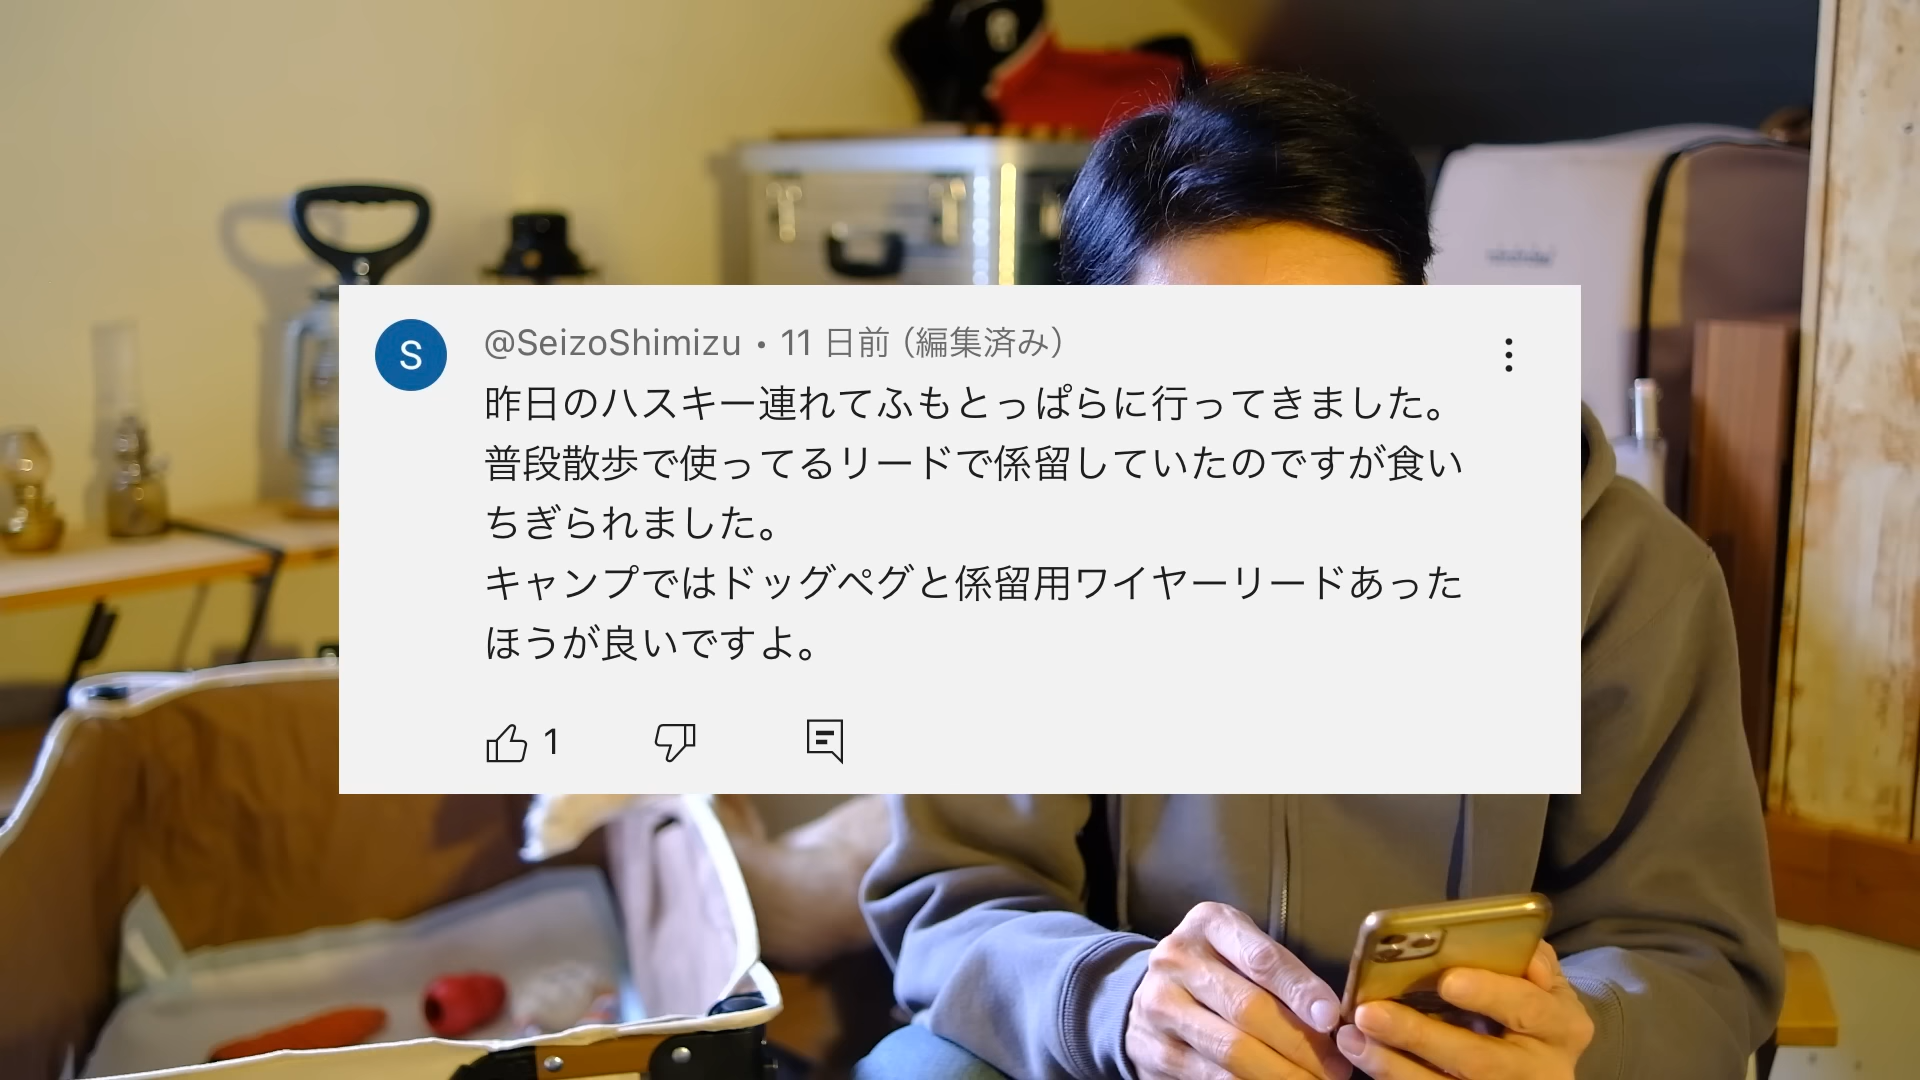 S
@SeizoShimizu・11 日前 (編集済み)
昨日のハスキー連れてふもとっぱらに行ってきました。
普段散歩で使ってるリードで係留していたのですが食い
ちぎられました。
キャンプではドッグペグと係留用ワイヤーリードあった
ほうが良いですよ。
1